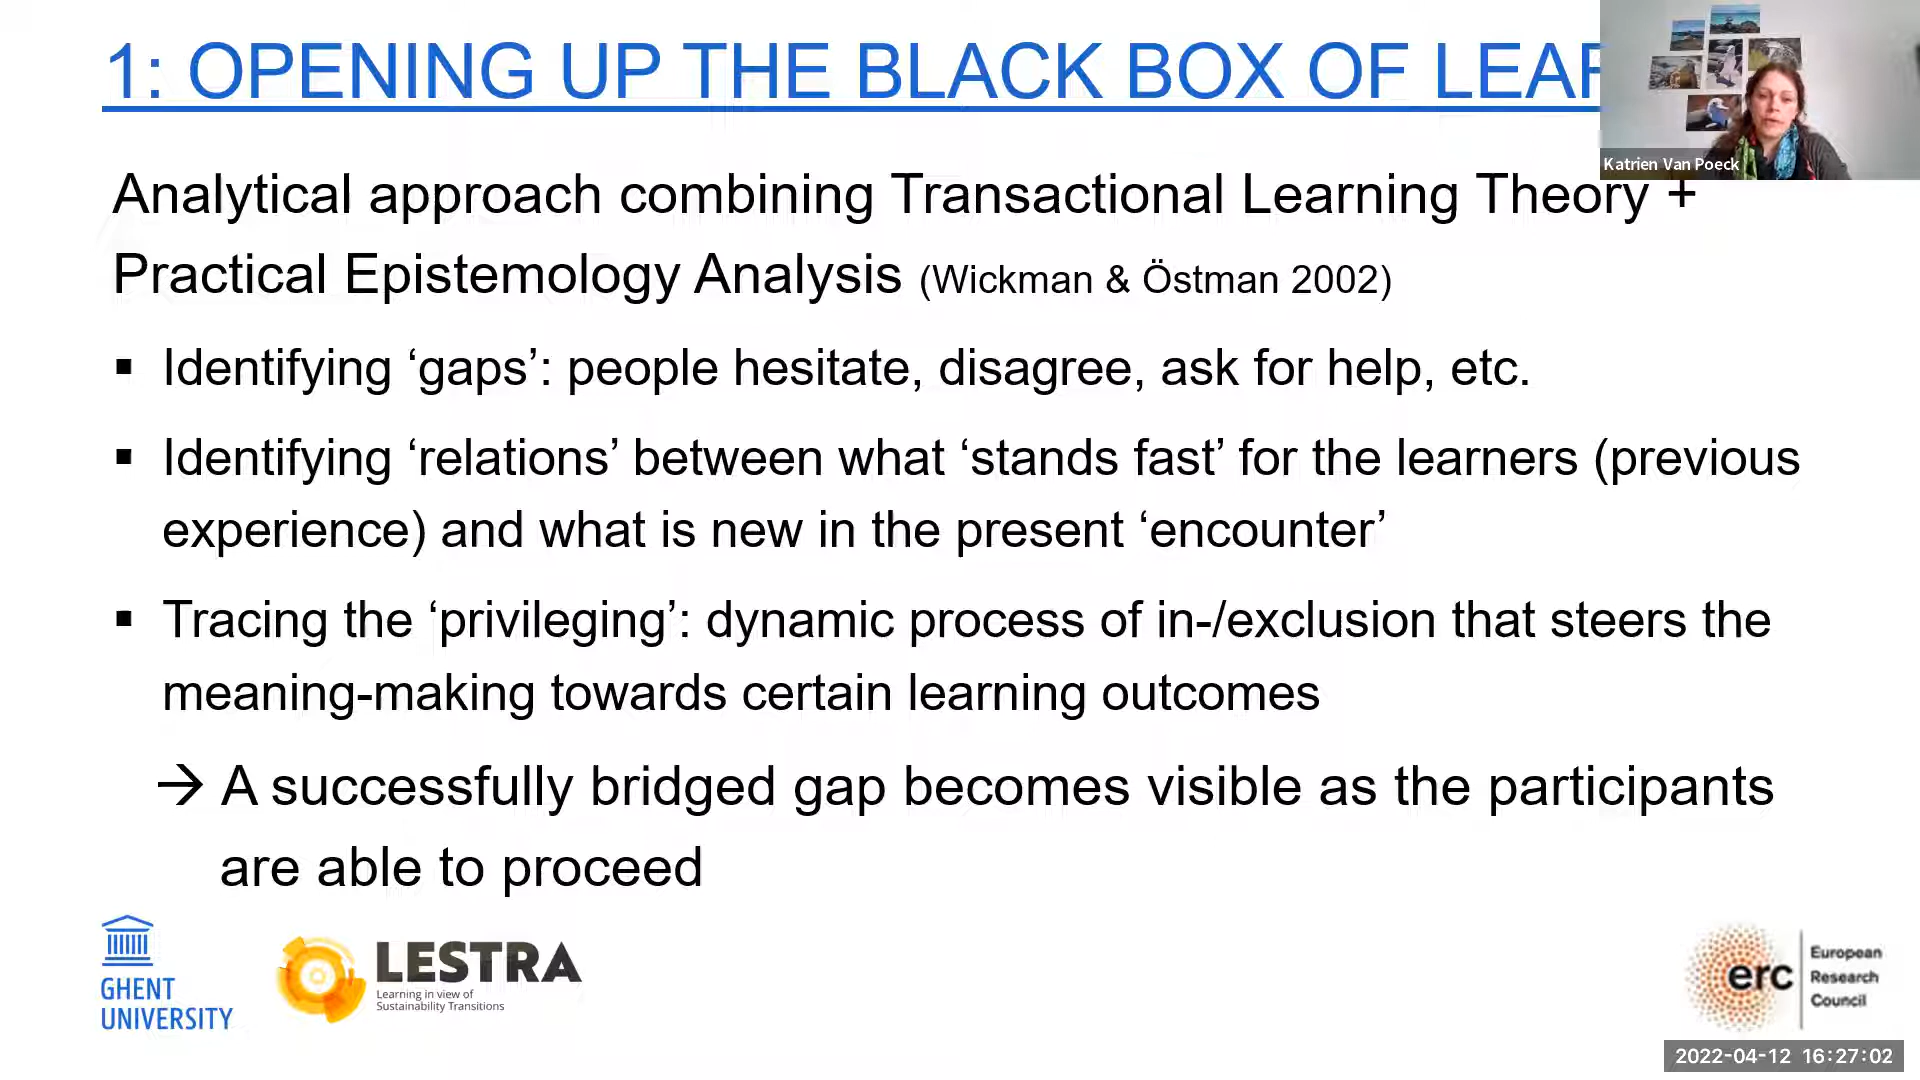 1: OPENING UP THE BLACK BOX OF LEAR
Katrien Van Poeck
Analytical approach combining Transactional Learning Theory +
Practical Epistemology Analysis (Wickman & Östman 2002)
▪ Identifying ‘gaps’: people hesitate, disagree, ask for help, etc.
▪ Identifying ‘relations’ between what ‘stands fast’ for the learners (previous
experience) and what is new in the present ‘encounter’
▪ Tracing the ‘privileging’: dynamic process of in-/exclusion that steers the
meaning-making towards certain learning outcomes
→ A successfully bridged gap becomes visible as the participants
are able to proceed
GHENT
UNIVERSITY
LESTRA
Learning in view of
Sustainability Transitions
erc
European
Research
Council
2022-04-12 16:27:02